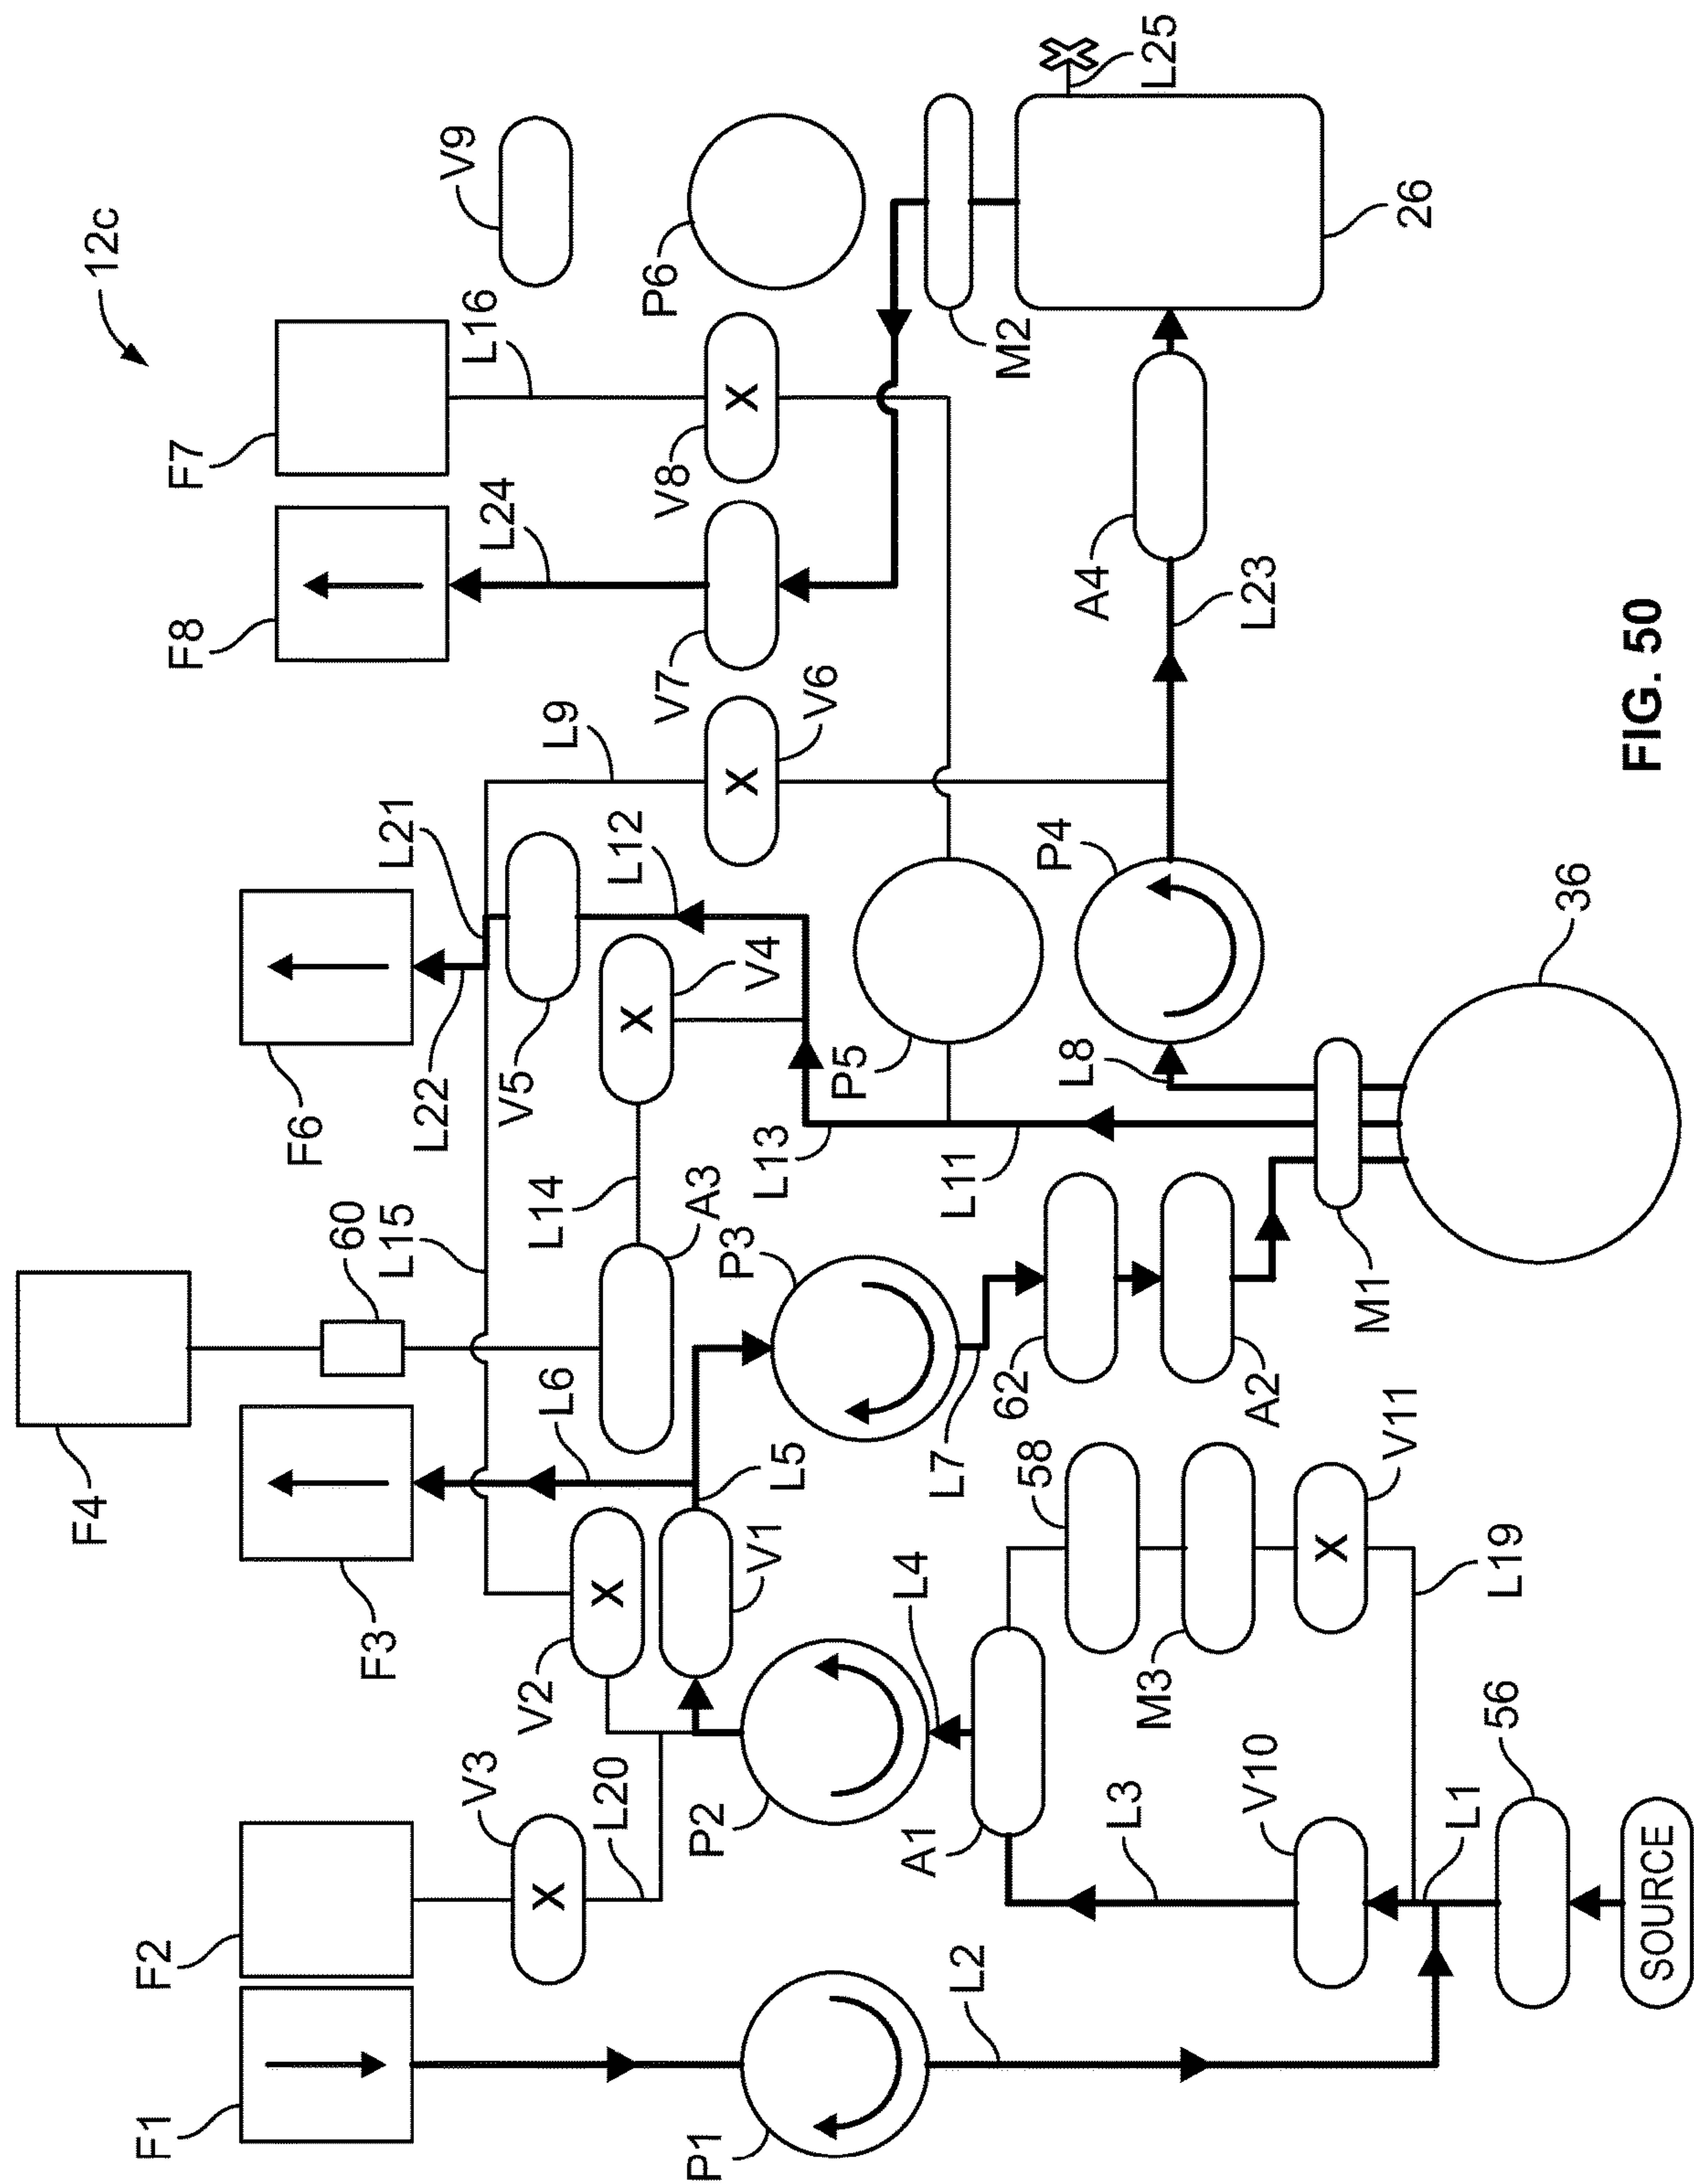 12c
F4
F7
F8
F6
F3
F2
F1
60
L15
L21
L22
L9
L24
L16
V9
L6
L14
A3
V4
V5
L12
V7
V6
V8
P6
V3
V2
L20
V1
L5
P3
L13
P5
L11
P4
M2
L25
26
P1
P2
L4
L7
62
A2
L8
A4
L23
L2
A1
58
M3
V11
M1
36
L3
V10
L19
L1
56
SOURCE
X
X
X
X
X
X
FIG. 50